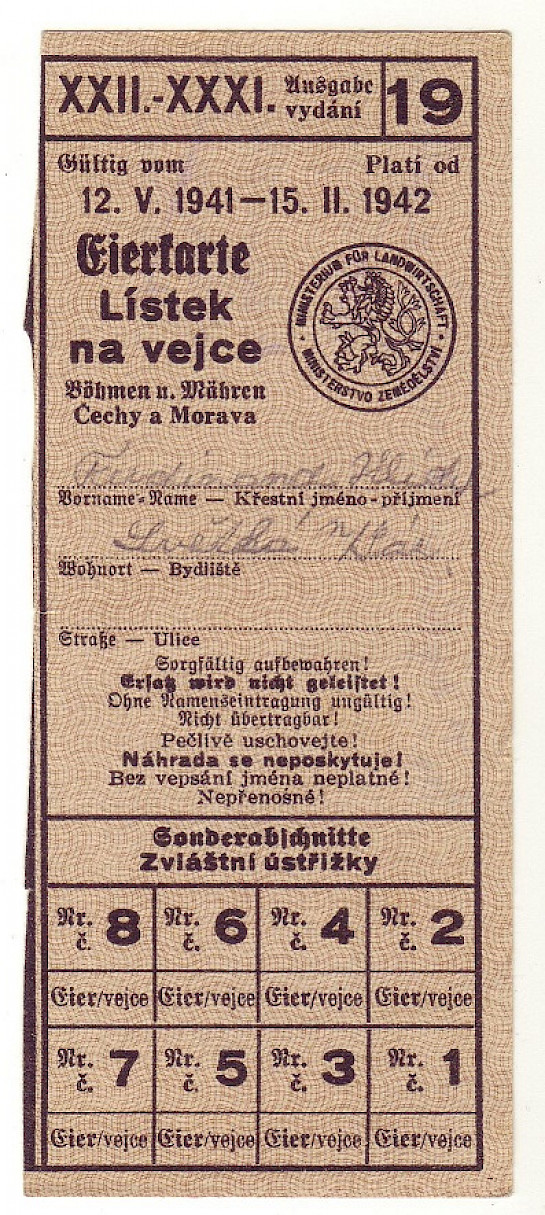 XXII.-XXXI. Ausgabe 19
vydání
Gültig vom Platí od
12. V. 1941—15. II. 1942
Eierkarte
Lístek
na vejce
Böhmen u. Mähren
Čechy a Morava
MINISTERIUM FÜR LANDWIRTSCHAFT
MINISTERSTVO ZEMĚDĚLSTVÍ
Vorname-Name — Křestní jméno-příjmení
Wohnort — Bydliště
Straße — Ulice
Sorgfältig aufbewahren!
Ersatz wird nicht geleistet!
Ohne Namenseintragung ungültig!
Nicht übertragbar!
Pečlivě uschovejte!
Náhrada se neposkytuje!
Bez vepsání jména neplatné!
Nepřenosné!
Sonderabschnitte
Zvláštní ústřižky
Nr. č. 8 Nr. č. 6 Nr. č. 4 Nr. č. 2
Eier/vejce Eier/vejce Eier/vejce Eier/vejce
Nr. č. 7 Nr. č. 5 Nr. č. 3 Nr. č. 1
Eier/vejce Eier/vejce Eier/vejce Eier/vejce